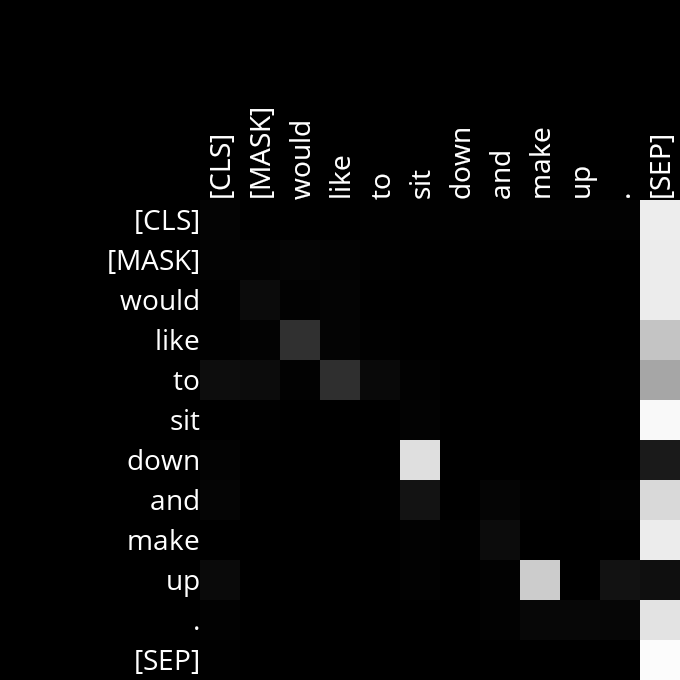 [CLS]
[MASK]
would
like
to
sit
down
and
make
up
.
[SEP]
[CLS]
[MASK]
would
like
to
sit
down
and
make
up
.
[SEP]